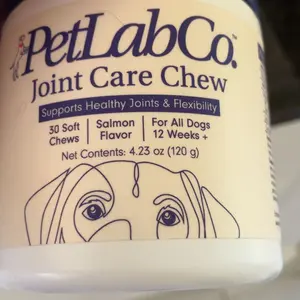 PetLabCo.
Joint Care Chew
Supports Healthy Joints & Flexibility
30 Soft Chews | Salmon Flavor | For All Dogs 12 Weeks +
Net Contents: 4.23 oz (120 g)